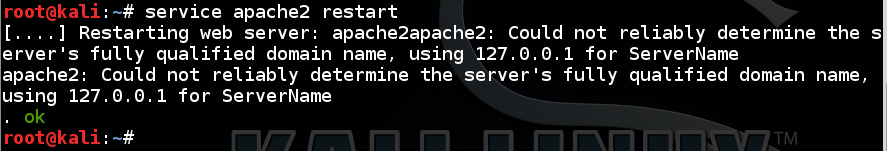 root@kali:~# service apache2 restart
[....] Restarting web server: apache2apache2: Could not reliably determine the s
erver's fully qualified domain name, using 127.0.0.1 for ServerName
apache2: Could not reliably determine the server's fully qualified domain name,
using 127.0.0.1 for ServerName
. ok
root@kali:~#
KALI LINUX™